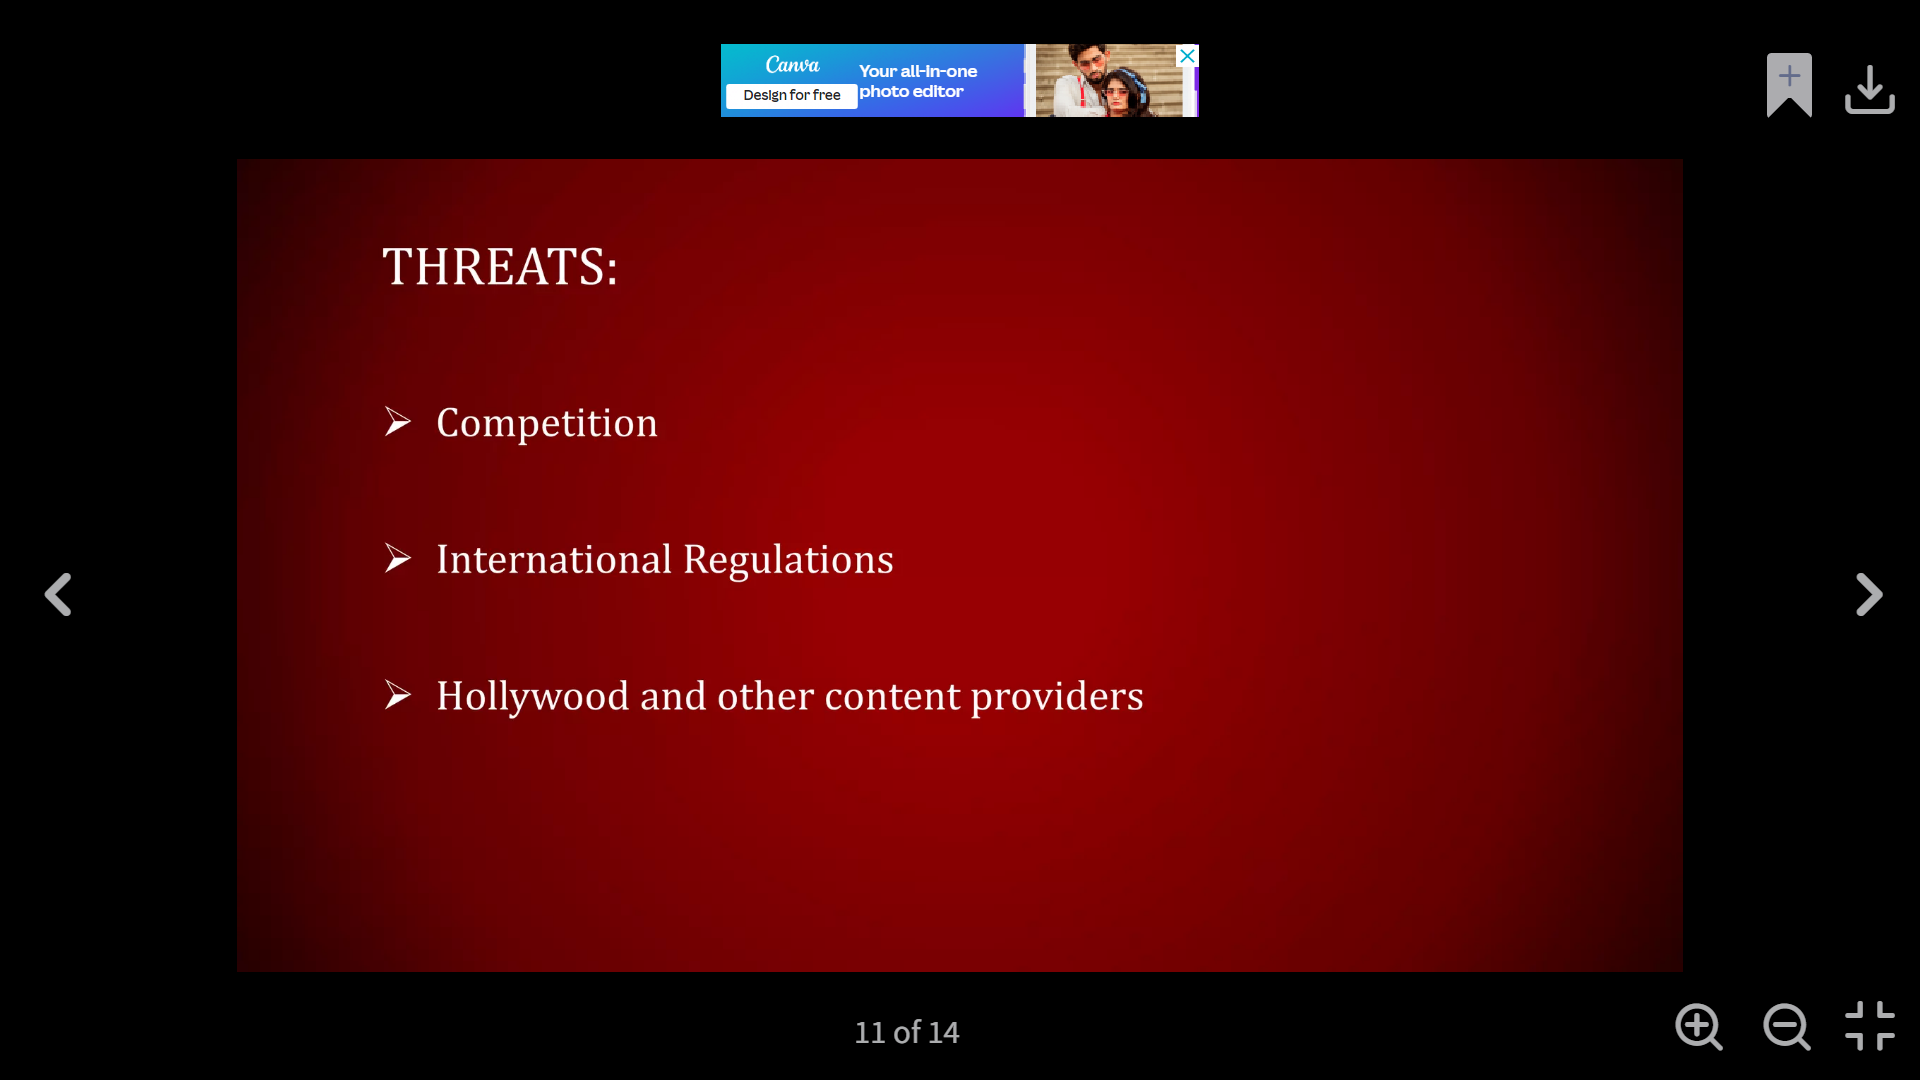 Canva
Design for free
Your all-in-one
photo editor
THREATS:
➢ Competition
➢ International Regulations
➢ Hollywood and other content providers
11 of 14